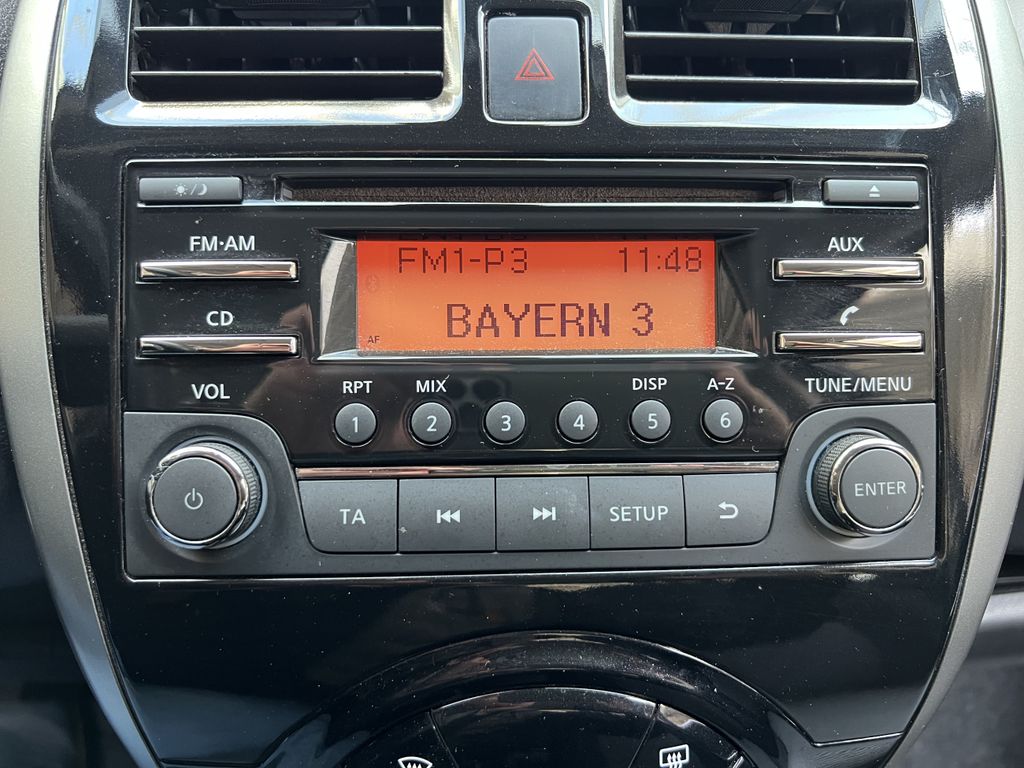 FM·AM
AUX
FM1-P3 11:48
CD
BAYERN 3
AF
VOL
RPT MIX DISP A-Z
TUNE/MENU
1 2 3 4 5 6
TA SETUP
ENTER